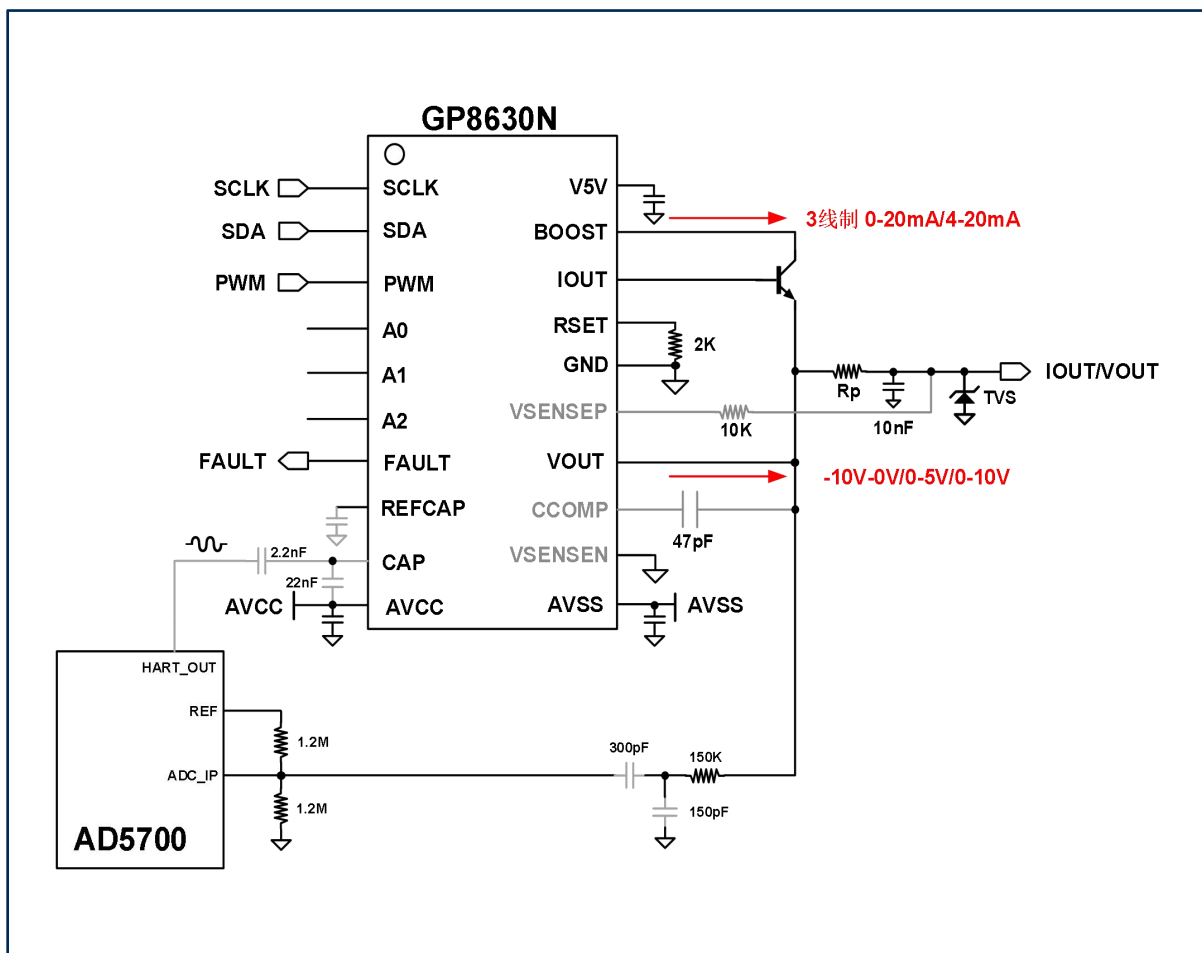 GP8630N
SCLK
SCLK
V5V
3线制 0-20mA/4-20mA
SDA
SDA
BOOST
PWM
PWM
IOUT
A0
RSET
2K
A1
GND
Rp
IOUT/VOUT
TVS
A2
VSENSEP
10K
10nF
FAULT
FAULT
VOUT
-10V-0V/0-5V/0-10V
REFCAP
CCOMP
47pF
2.2nF
CAP
VSENSEN
22nF
AVCC
AVCC
AVSS
AVSS
HART_OUT
REF
1.2M
300pF
150K
ADC_IP
1.2M
150pF
AD5700